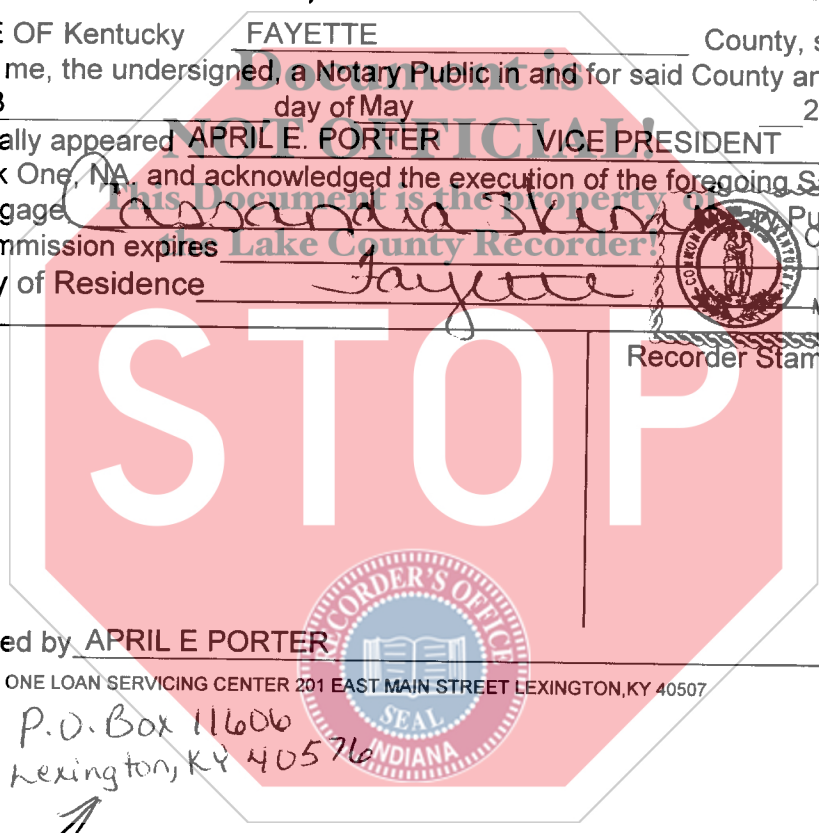 E OF Kentucky FAYETTE County, s
me, the undersigned, a Notary Public in and for said County an
day of May 2
ally appeared APRIL E. PORTER VICE PRESIDENT
k One, NA, and acknowledged the execution of the foregoing Sa
gage
mmission expires
y of Residence Fayette
Recorder Stam
Document is
NOT OFFICIAL!
This Document is the property of
the Lake County Recorder!
STOP
RECORDER'S OFFICE
SEAL
INDIANA
ed by APRIL E PORTER
ONE LOAN SERVICING CENTER 201 EAST MAIN STREET LEXINGTON, KY 40507
P.O. Box 11606
Lexington, KY 40576